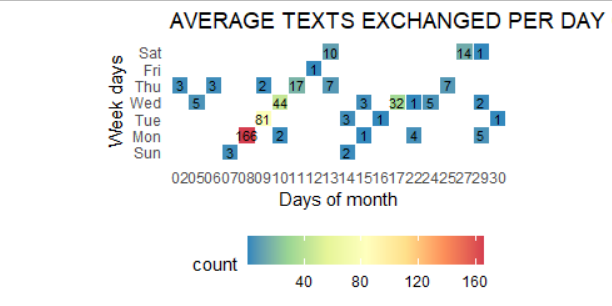 AVERAGE TEXTS EXCHANGED PER DAY
Week days
Sat 10 14 1
Fri 1
Thu 3 3 2 17 7 7
Wed 5 44 3 32 1 5 2
Tue 81 3 1 1
Mon 166 2 1 4 5
Sun 3 2
02050607080910111213141516172224252729 30
Days of month
count
40 80 120 160